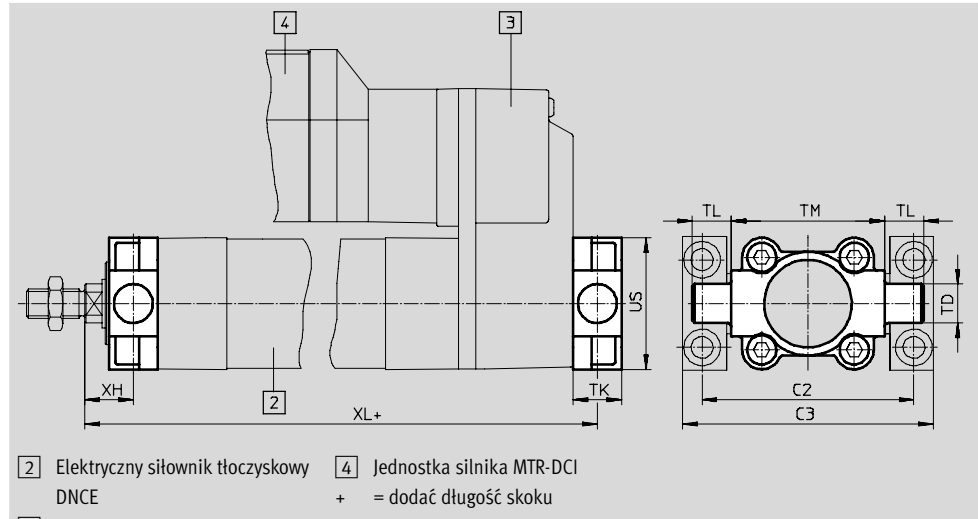 4
3
TL TM TL
US
TD
XH
TK
2
XL+
C2
C3
2 Elektryczny siłownik tłoczyskowy
DNCE
4 Jednostka silnika MTR-DCI
+ = dodać długość skoku